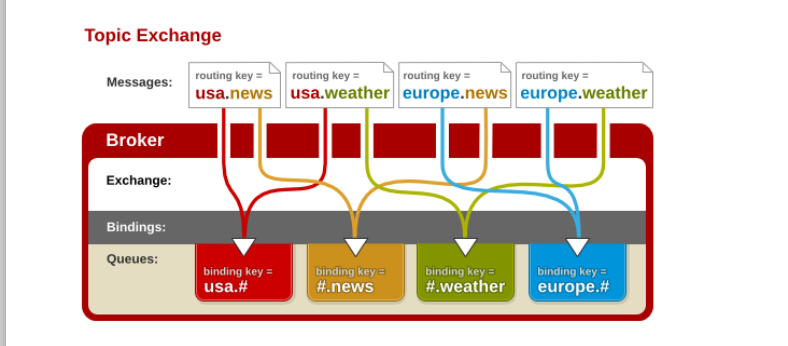 Topic Exchange
Messages:
routing key =
usa.news
routing key =
usa.weather
routing key =
europe.news
routing key =
europe.weather
Broker
Exchange:
Bindings:
Queues:
binding key =
usa.#
binding key =
#.news
binding key =
#.weather
binding key =
europe.#